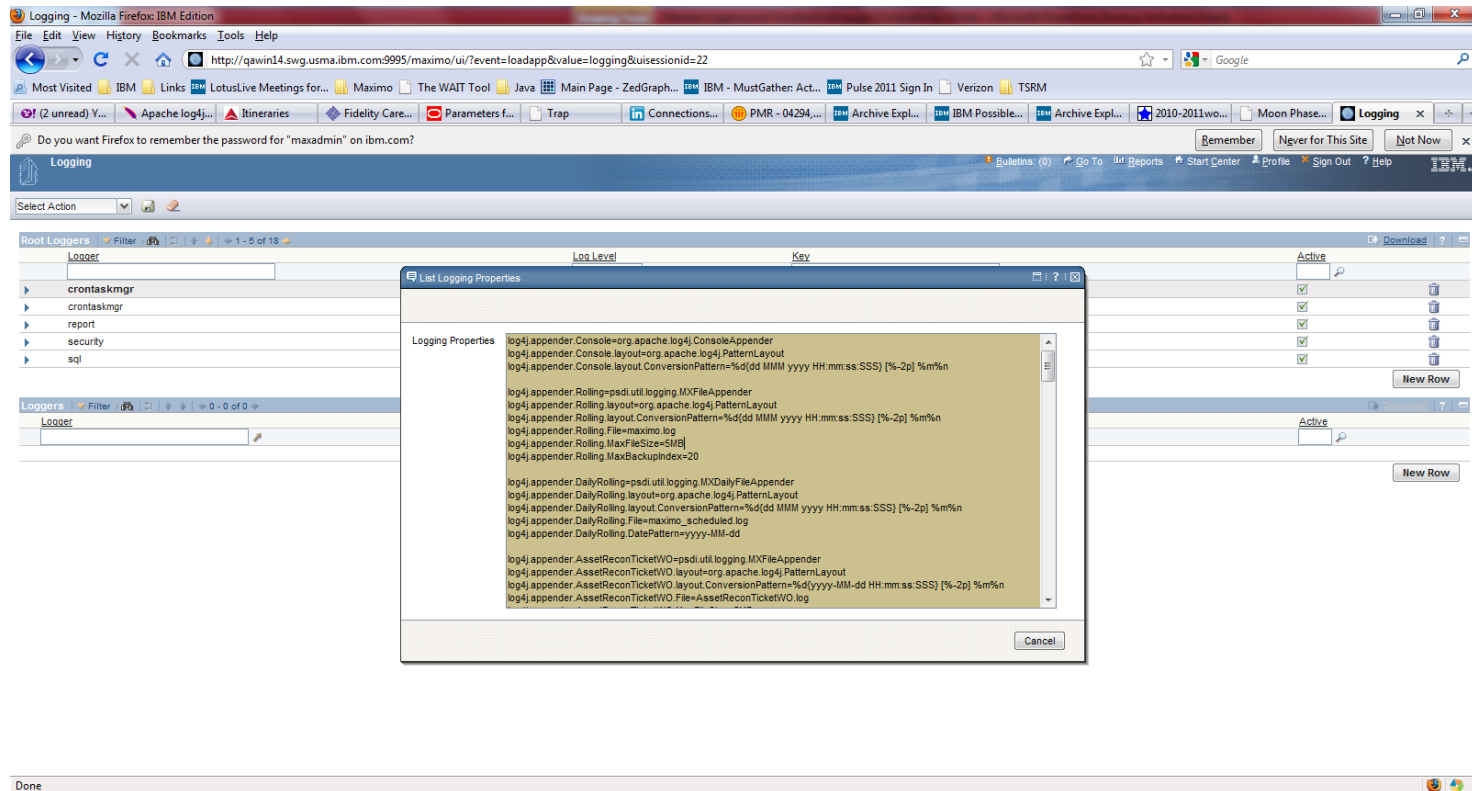 Logging - Mozilla Firefox: IBM Edition
File Edit View History Bookmarks Tools Help
http://qawin14.swg.usma.ibm.com:9995/maximo/ui/?event=loadapp&value=logging&uisessionid=22
Google
Most Visited IBM Links LotusLive Meetings for... Maximo The WAIT Tool Java Main Page - ZedGraph... IBM - MustGather: Act... Pulse 2011 Sign In Verizon TSRM
(2 unread) Y... Apache log4j... Itineraries Fidelity Care... Parameters f... Trap Connections... PMR - 04294,... Archive Expl... IBM Possible... Archive Expl... 2010-2011wo... Moon Phase... Logging
Do you want Firefox to remember the password for "maxadmin" on ibm.com? Remember Never for This Site Not Now
Logging Bulletins: (0) Go To Reports Start Center Profile Sign Out ? Help IBM.
Select Action
Root Loggers Filter 1 - 5 of 18 Download ?
Logger Log Level Key Active
crontaskmgr
crontaskmgr
report
security
sql
New Row
Loggers Filter 0 - 0 of 0 Download ?
Logger Active
New Row
List Logging Properties ?
Logging Properties
log4j.appender.Console=org.apache.log4j.ConsoleAppender
log4j.appender.Console.layout=org.apache.log4j.PatternLayout
log4j.appender.Console.layout.ConversionPattern=%d{dd MMM yyyy HH:mm:ss:SSS} [%-2p] %m%n
log4j.appender.Rolling=psdi.util.logging.MXFileAppender
log4j.appender.Rolling.layout=org.apache.log4j.PatternLayout
log4j.appender.Rolling.layout.ConversionPattern=%d{dd MMM yyyy HH:mm:ss:SSS} [%-2p] %m%n
log4j.appender.Rolling.File=maximo.log
log4j.appender.Rolling.MaxFileSize=5MB
log4j.appender.Rolling.MaxBackupIndex=20
log4j.appender.DailyRolling=psdi.util.logging.MXDailyFileAppender
log4j.appender.DailyRolling.layout=org.apache.log4j.PatternLayout
log4j.appender.DailyRolling.layout.ConversionPattern=%d{dd MMM yyyy HH:mm:ss:SSS} [%-2p] %m%n
log4j.appender.DailyRolling.File=maximo_scheduled.log
log4j.appender.DailyRolling.DatePattern=yyyy-MM-dd
log4j.appender.AssetReconTicketWO=psdi.util.logging.MXFileAppender
log4j.appender.AssetReconTicketWO.layout=org.apache.log4j.PatternLayout
log4j.appender.AssetReconTicketWO.layout.ConversionPattern=%d{yyyy-MM-dd HH:mm:ss:SSS} [%-2p] %m%n
log4j.appender.AssetReconTicketWO.File=AssetReconTicketWO.log
Cancel
Done